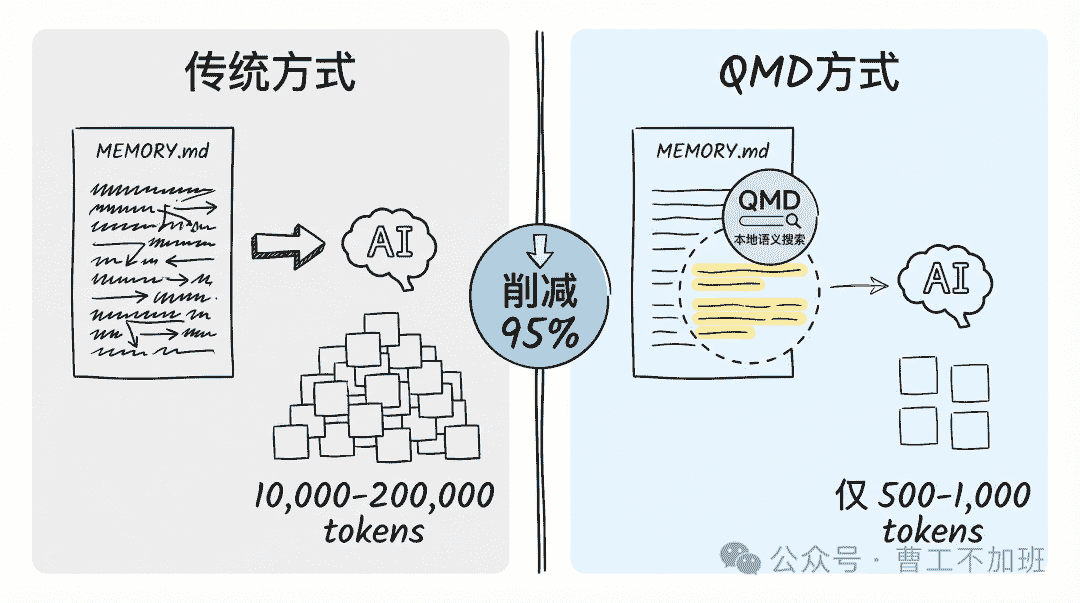 传统方式
MEMORY.md
AI
10,000-200,000
tokens
削减
95%
QMD方式
MEMORY.md
QMD
本地语义搜索
AI
仅 500-1,000
tokens
公众号 · 曹工不加班